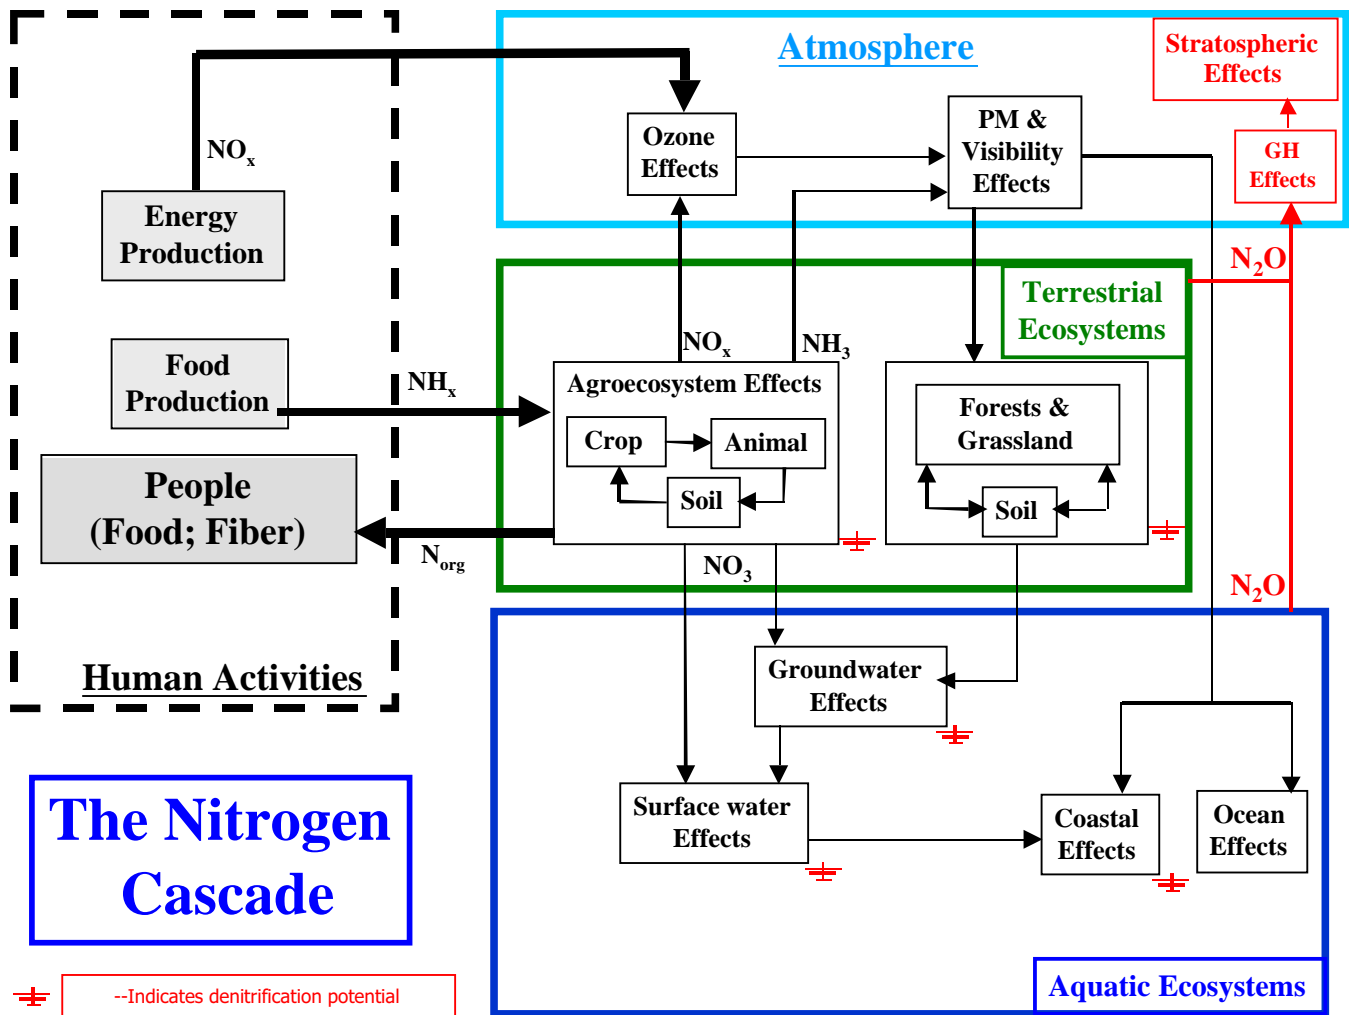 Atmosphere
Stratospheric
Effects
NOₓ
Ozone
Effects
PM &
Visibility
Effects
GH
Effects
Energy
Production
N₂O
Terrestrial
Ecosystems
Food
Production
NHₓ
NOₓ
NH₃
Agroecosystem Effects
Crop
Animal
Soil
Forests &
Grassland
Soil
People
(Food; Fiber)
N_org
NO₃
N₂O
Human Activities
Groundwater
Effects
Surface water
Effects
Coastal
Effects
Ocean
Effects
The Nitrogen
Cascade
Aquatic Ecosystems
--Indicates denitrification potential